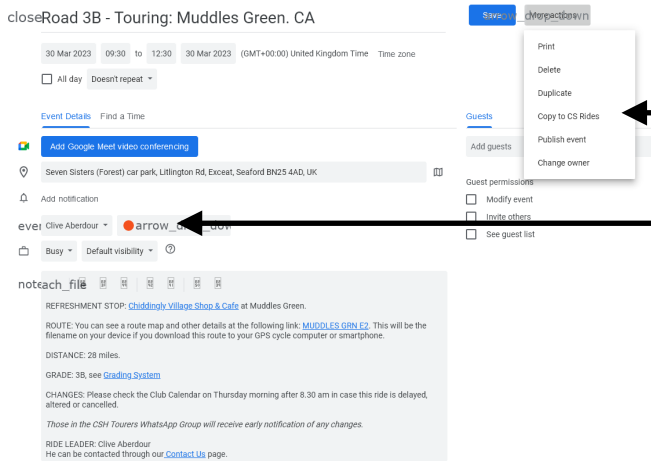 close Road 3B - Touring: Muddles Green. CA
Save arrow_drop_down More actions
30 Mar 2023 09:30 to 12:30 30 Mar 2023 (GMT+00:00) United Kingdom Time Time zone
All day Doesn't repeat
Print
Delete
Duplicate
Copy to CS Rides
Publish event
Change owner
Event Details Find a Time
Guests
Add Google Meet video conferencing
Add guests
Seven Sisters (Forest) car park, Litlington Rd, Exceat, Seaford BN25 4AD, UK
Guest permissions
Add notification
Modify event
Invite others
See guest list
Clive Aberdour
Busy Default visibility
REFRESHMENT STOP: Chiddingly Village Shop & Cafe at Muddles Green.
ROUTE: You can see a route map and other details at the following link: MUDDLES GRN E2. This will be the
filename on your device if you download this route to your GPS cycle computer or smartphone.
DISTANCE: 28 miles.
GRADE: 3B, see Grading System
CHANGES: Please check the Club Calendar on Thursday morning after 8.30 am in case this ride is delayed,
altered or cancelled.
Those in the CSH Tourers WhatsApp Group will receive early notification of any changes.
RIDE LEADER: Clive Aberdour
He can be contacted through our Contact Us page.